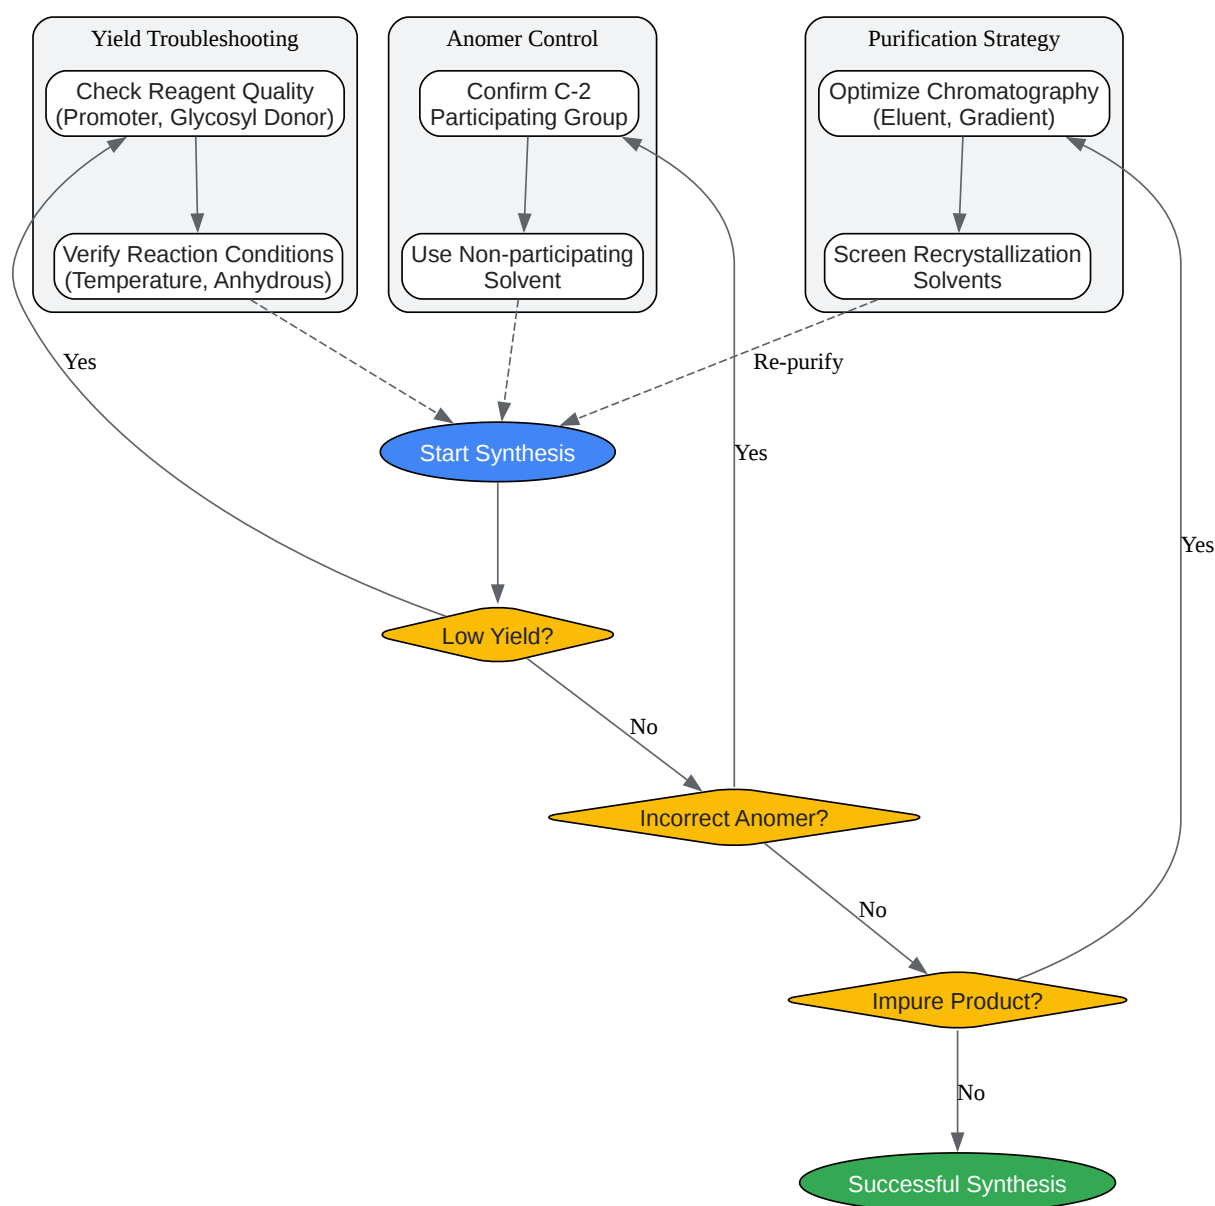 Yield Troubleshooting
Check Reagent Quality
(Promoter, Glycosyl Donor)
Verify Reaction Conditions
(Temperature, Anhydrous)
Anomer Control
Confirm C-2
Participating Group
Use Non-participating
Solvent
Purification Strategy
Optimize Chromatography
(Eluent, Gradient)
Screen Recrystallization
Solvents
Yes
Re-purify
Start Synthesis
Yes
Yes
Low Yield?
No
Incorrect Anomer?
No
Impure Product?
No
Successful Synthesis